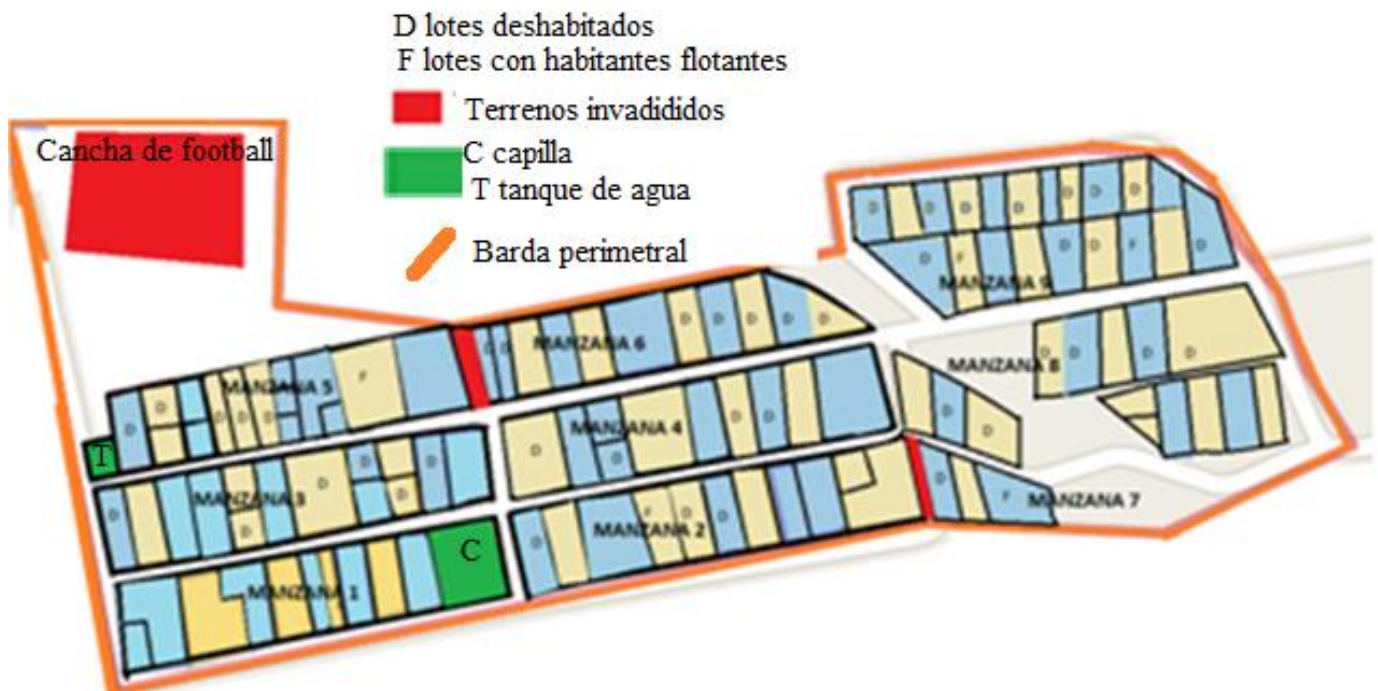 D lotes deshabitados
F lotes con habitantes flotantes
Terrenos invadididos
Cancha de football
C capilla
T tanque de agua
Barda perimetral
D D D D D D D
D F D D F D
MANZANA 9
D D D D D
D D
MANZANA 6
D D D D
MANZANA 8
D D
F
MANZANA 5
D D D D D
T
MANZANA 4
D D D D
MANZANA 3
D D D D D D
D F
MANZANA 7
D F D D
MANZANA 2
C
MANZANA 1